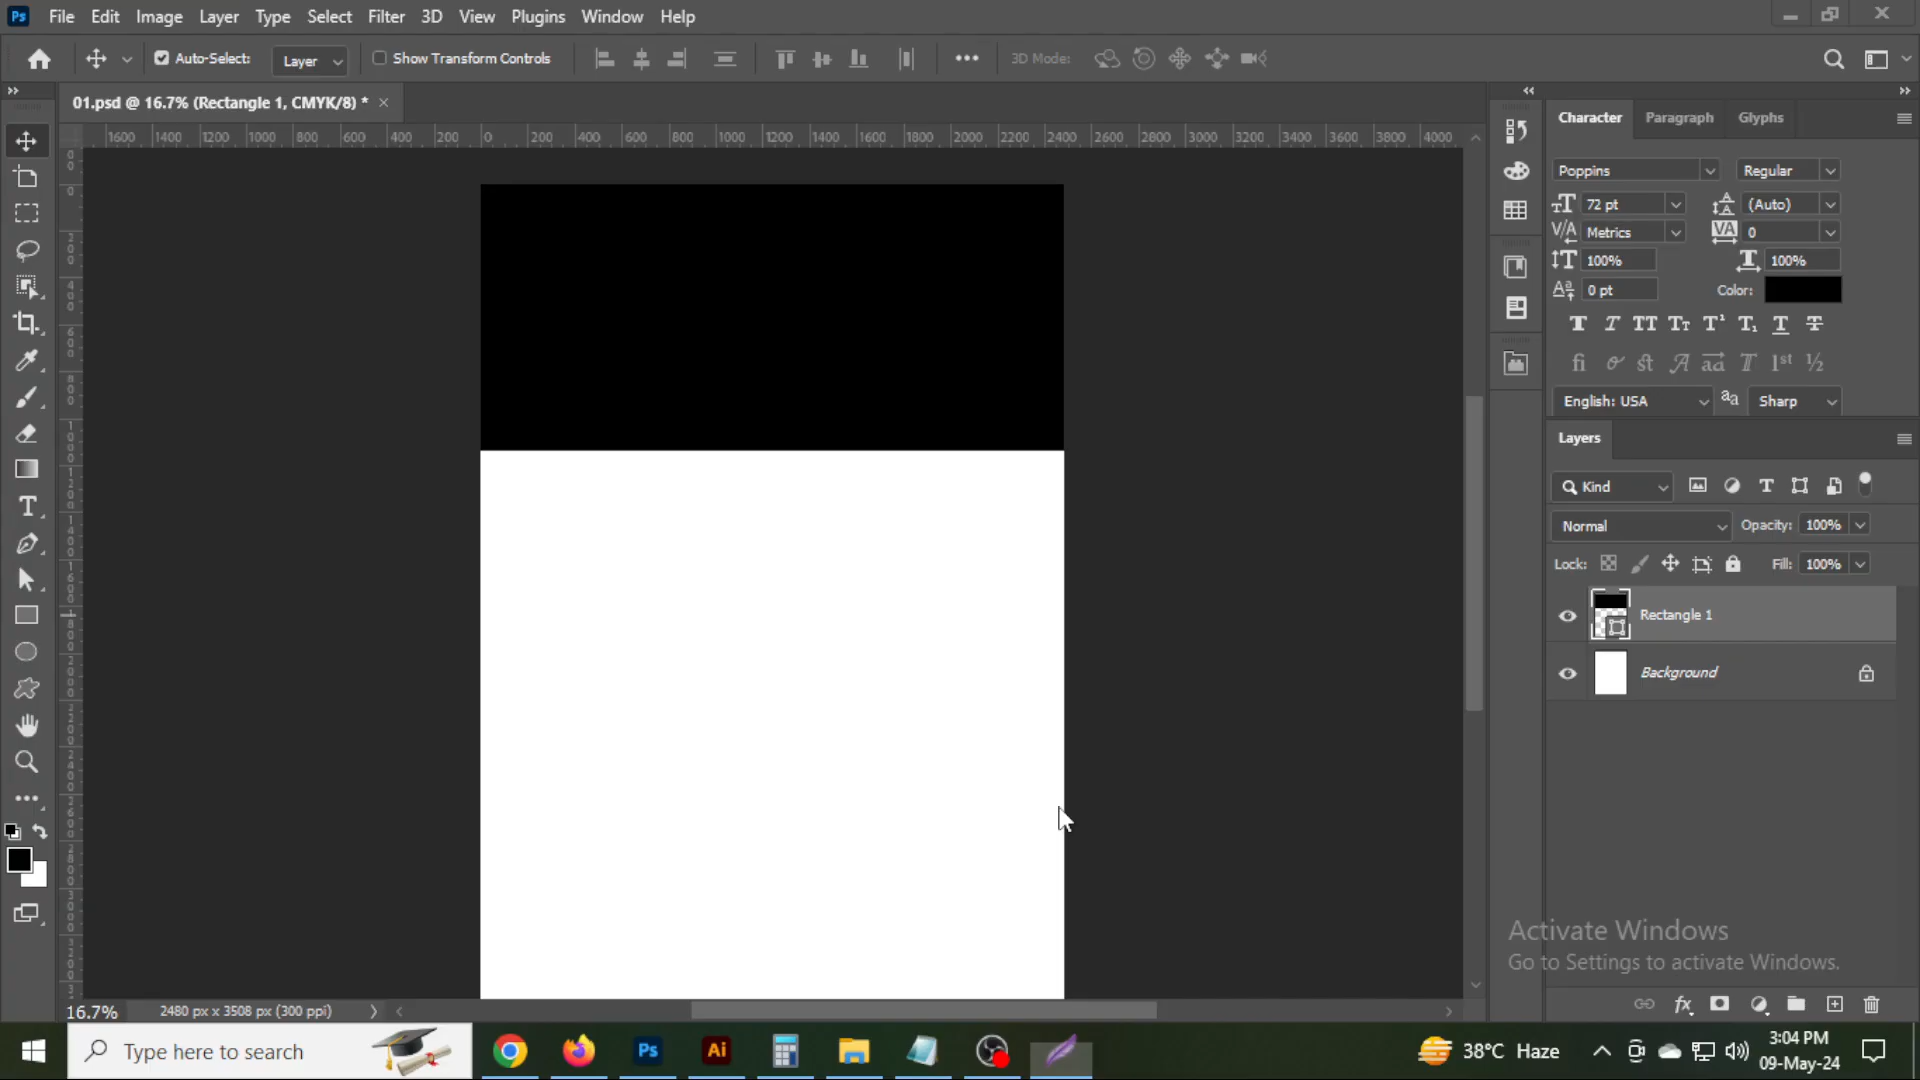 Ps File Edit Image Layer Type Select Filter 3D View Plugins Window Help
Auto-Select: Layer Show Transform Controls 3D Mode:
01.psd @ 16.7% (Rectangle 1, CMYK/8) *
1600 1400 1200 1000 800 600 400 200 0 200 400 600 800 1000 1200 1400 1600 1800 2000 2200 2400 2600 2800 3000 3200 3400 3600 3800 4000
Character Paragraph Glyphs
Poppins Regular
72 pt (Auto)
Metrics 0
100% 100%
0 pt Color:
English: USA Sharp
Layers
Kind
Normal Opacity: 100%
Lock: Fill: 100%
Rectangle 1
Background
Activate Windows
Go to Settings to activate Windows.
16.7% 2480 px x 3508 px (300 ppi)
Type here to search Ps Ai 38°C Haze 3:04 PM
09-May-24